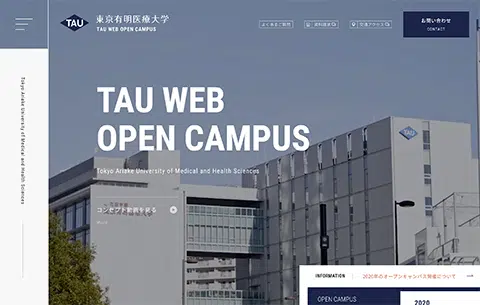 TAU
東京有明医療大学
TAU WEB OPEN CAMPUS
よくあるご質問
資料請求
交通アクセス
お問い合わせ
CONTACT
Tokyo Ariake University of Medical and Health Sciences
TAU WEB
OPEN CAMPUS
Tokyo Ariake University of Medical and Health Sciences
コンセプト動画を見る
TAU
INFORMATION
2020年のオープンキャンパス開催について
OPEN CAMPUS
2020